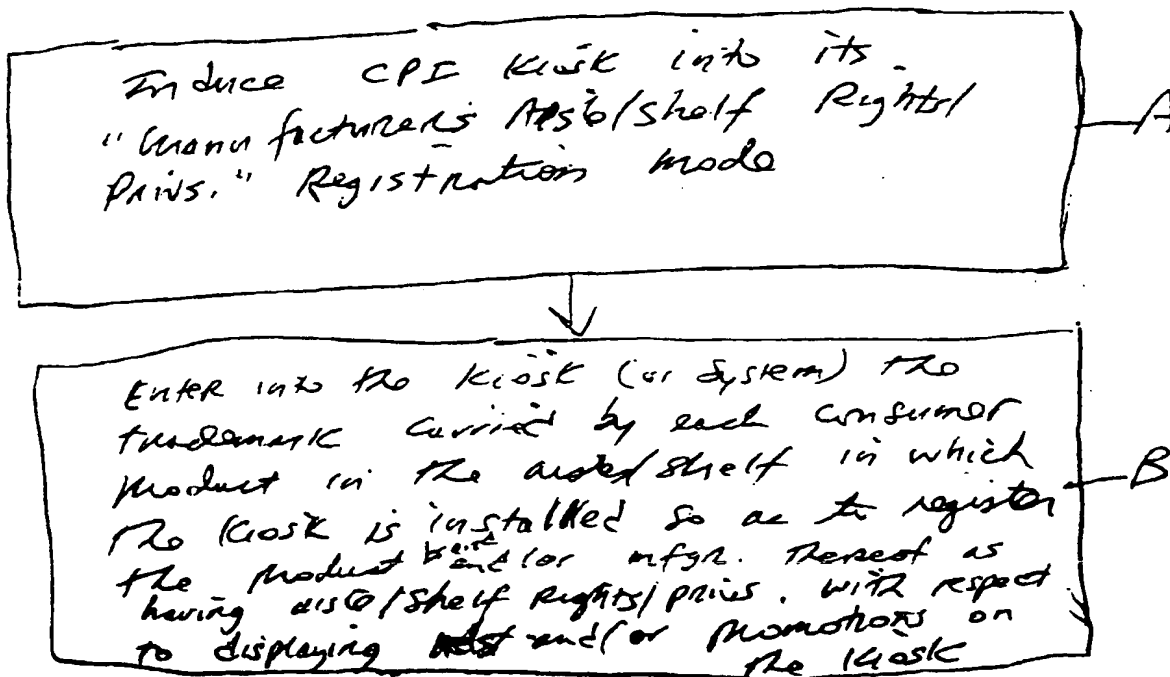 Induce CPI Kiosk into its
"Manufacturer's Aisle/Shelf Rights/
Privs." Registration mode
A
Enter into the Kiosk (or System) the
trademark carried by each consumer
product in the aisle/shelf in which
B
the Kiosk is installed so as to register
the product and/or mfgr. thereof as
having aisle/shelf Rights/privs. with respect
to displaying and/or promotions on
the Kiosk